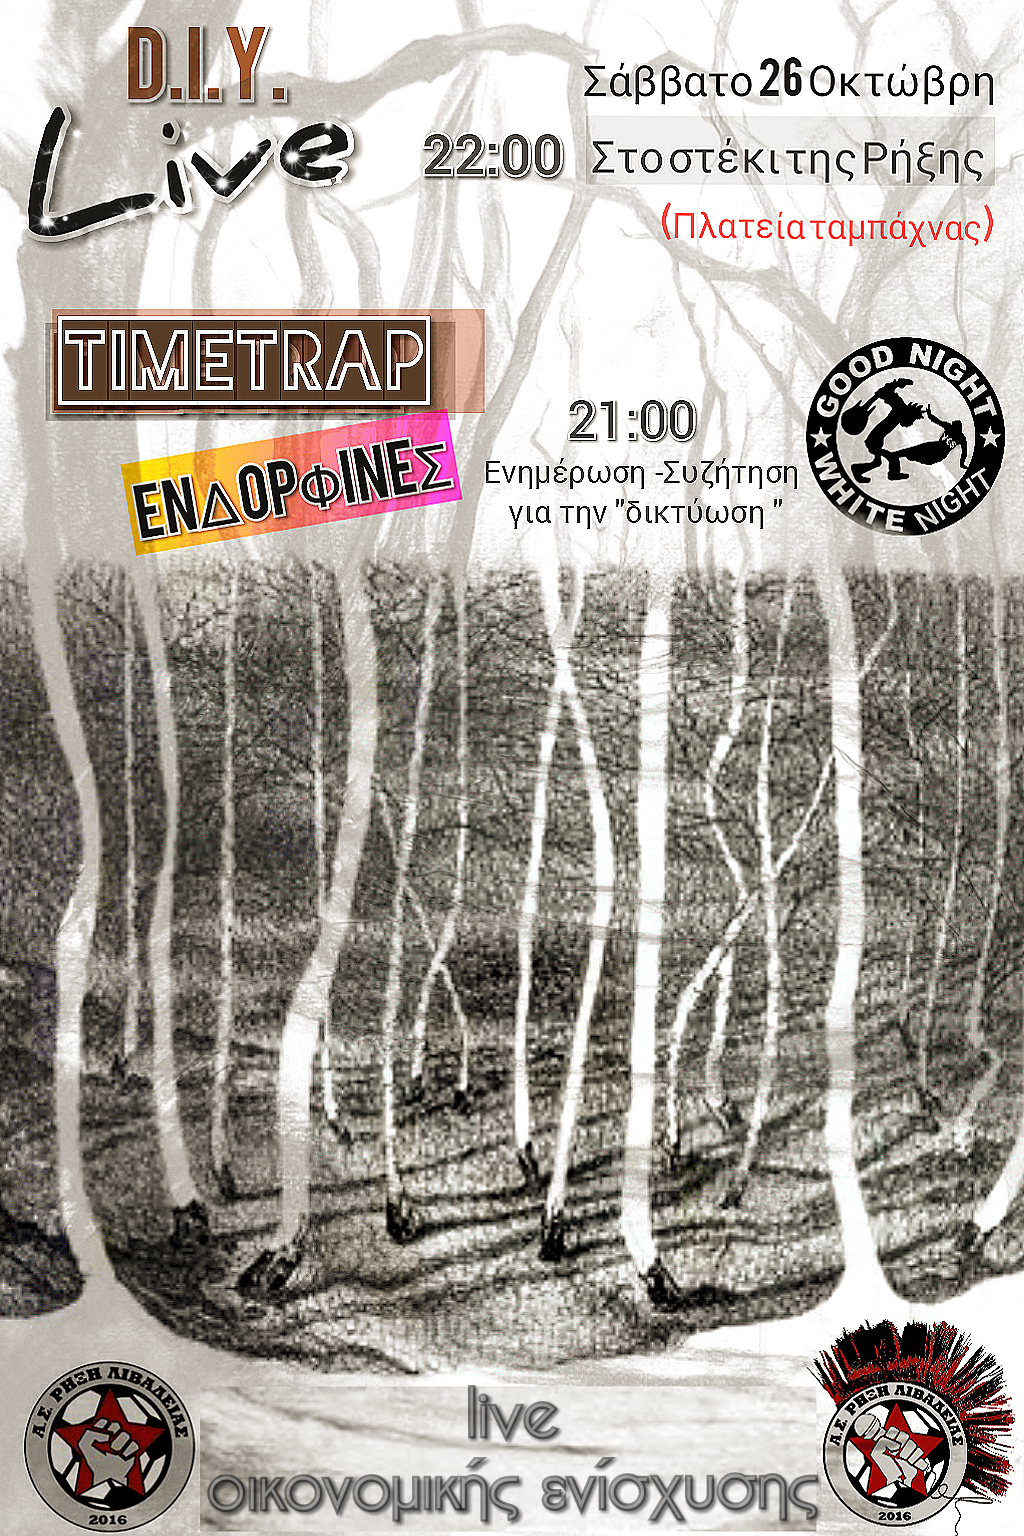 D.I.Y.
Live
Σάββατο 26 Οκτώβρη
22:00 Στο στέκι της Ρήξης
(Πλατεία ταμπάχνας)
TIMETRAP
ΕΝΔΟΡΦΙΝΕΣ
21:00
Ενημέρωση -Συζήτηση
για την "δικτύωση "
GOOD NIGHT
WHITE NIGHT
Α.Σ. ΡΗΞΗ ΛΙΒΑΔΕΙΑΣ
2016
live
οικονομικής ενίσχυσης
Α.Σ. ΡΗΞΗ ΛΙΒΑΔΕΙΑΣ
2016